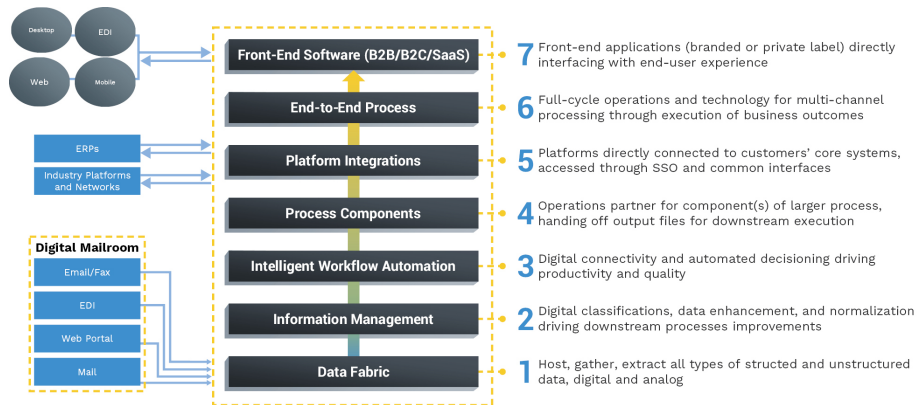 Desktop
EDI
Web
Mobile
ERPs
Industry Platforms
and Networks
Digital Mailroom
Email/Fax
EDI
Web Portal
Mail
Front-End Software (B2B/B2C/SaaS)
7
Front-end applications (branded or private label) directly
interfacing with end-user experience
End-to-End Process
6
Full-cycle operations and technology for multi-channel
processing through execution of business outcomes
Platform Integrations
5
Platforms directly connected to customers' core systems,
accessed through SSO and common interfaces
Process Components
4
Operations partner for component(s) of larger process,
handing off output files for downstream execution
Intelligent Workflow Automation
3
Digital connectivity and automated decisioning driving
productivity and quality
Information Management
2
Digital classifications, data enhancement, and normalization
driving downstream processes improvements
Data Fabric
1
Host, gather, extract all types of structed and unstructured
data, digital and analog